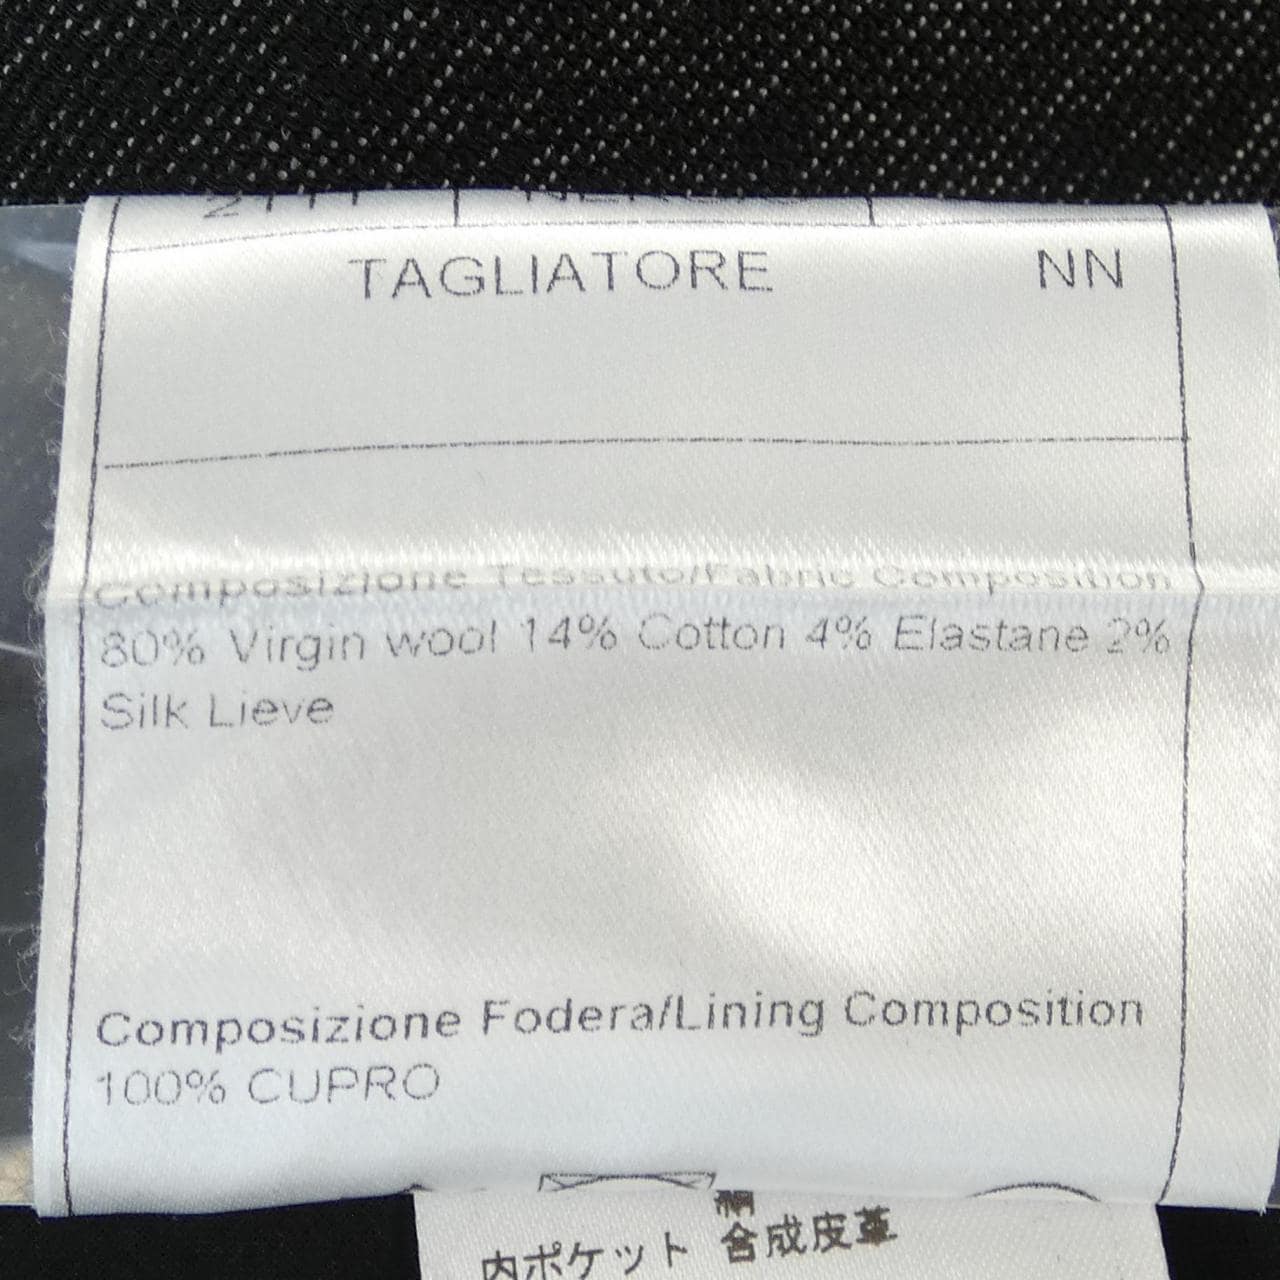 TAGLIATORE NN
Composizione Tessuto/Fabric Composition
80% Virgin wool 14% Cotton 4% Elastane 2%
Silk Lieve
Composizione Fodera/Lining Composition
100% CUPRO
内ポケット 合成皮革